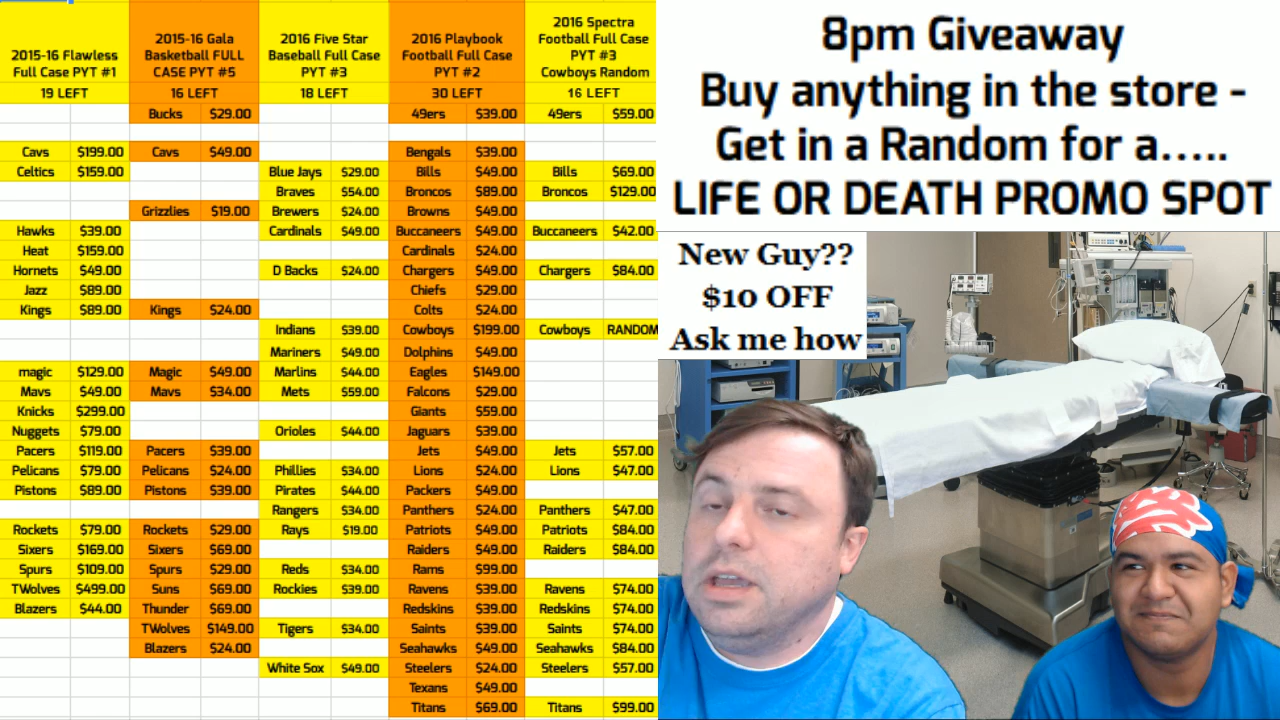 2015-16 Flawless
Full Case PYT #1
19 LEFT
Cavs $199.00
Celtics $159.00
Hawks $39.00
Heat $159.00
Hornets $49.00
Jazz $89.00
Kings $89.00
magic $129.00
Mavs $49.00
Knicks $299.00
Nuggets $79.00
Pacers $119.00
Pelicans $79.00
Pistons $89.00
Rockets $79.00
Sixers $169.00
Spurs $109.00
TWolves $499.00
Blazers $44.00
2015-16 Gala
Basketball FULL
CASE PYT #5
16 LEFT
Bucks $29.00
Cavs $49.00
Grizzlies $19.00
Kings $24.00
Magic $49.00
Mavs $34.00
Pacers $39.00
Pelicans $24.00
Pistons $39.00
Rockets $29.00
Sixers $69.00
Spurs $29.00
Suns $69.00
Thunder $69.00
TWolves $149.00
Blazers $24.00
2016 Five Star
Baseball Full Case
PYT #3
18 LEFT
Blue Jays $29.00
Braves $54.00
Brewers $24.00
Cardinals $49.00
D Backs $24.00
Indians $39.00
Mariners $49.00
Marlins $44.00
Mets $59.00
Orioles $44.00
Phillies $34.00
Pirates $44.00
Rangers $34.00
Rays $19.00
Reds $34.00
Rockies $39.00
Tigers $34.00
White Sox $49.00
2016 Playbook
Football Full Case
PYT #2
30 LEFT
49ers $39.00
Bengals $39.00
Bills $49.00
Broncos $89.00
Browns $49.00
Buccaneers $49.00
Cardinals $24.00
Chargers $49.00
Chiefs $29.00
Colts $24.00
Cowboys $199.00
Dolphins $49.00
Eagles $149.00
Falcons $29.00
Giants $59.00
Jaguars $39.00
Jets $49.00
Lions $24.00
Packers $49.00
Panthers $24.00
Patriots $49.00
Raiders $49.00
Rams $99.00
Ravens $39.00
Redskins $39.00
Saints $39.00
Seahawks $49.00
Steelers $24.00
Texans $49.00
Titans $69.00
2016 Spectra
Football Full Case
PYT #3
Cowboys Random
16 LEFT
49ers $59.00
Bills $69.00
Broncos $129.00
Buccaneers $42.00
Chargers $84.00
Cowboys RANDOM
Jets $57.00
Lions $47.00
Panthers $47.00
Patriots $84.00
Raiders $84.00
Ravens $74.00
Redskins $74.00
Saints $74.00
Seahawks $84.00
Steelers $57.00
Titans $99.00
8pm Giveaway
Buy anything in the store -
Get in a Random for a.....
LIFE OR DEATH PROMO SPOT
New Guy??
$10 OFF
Ask me how